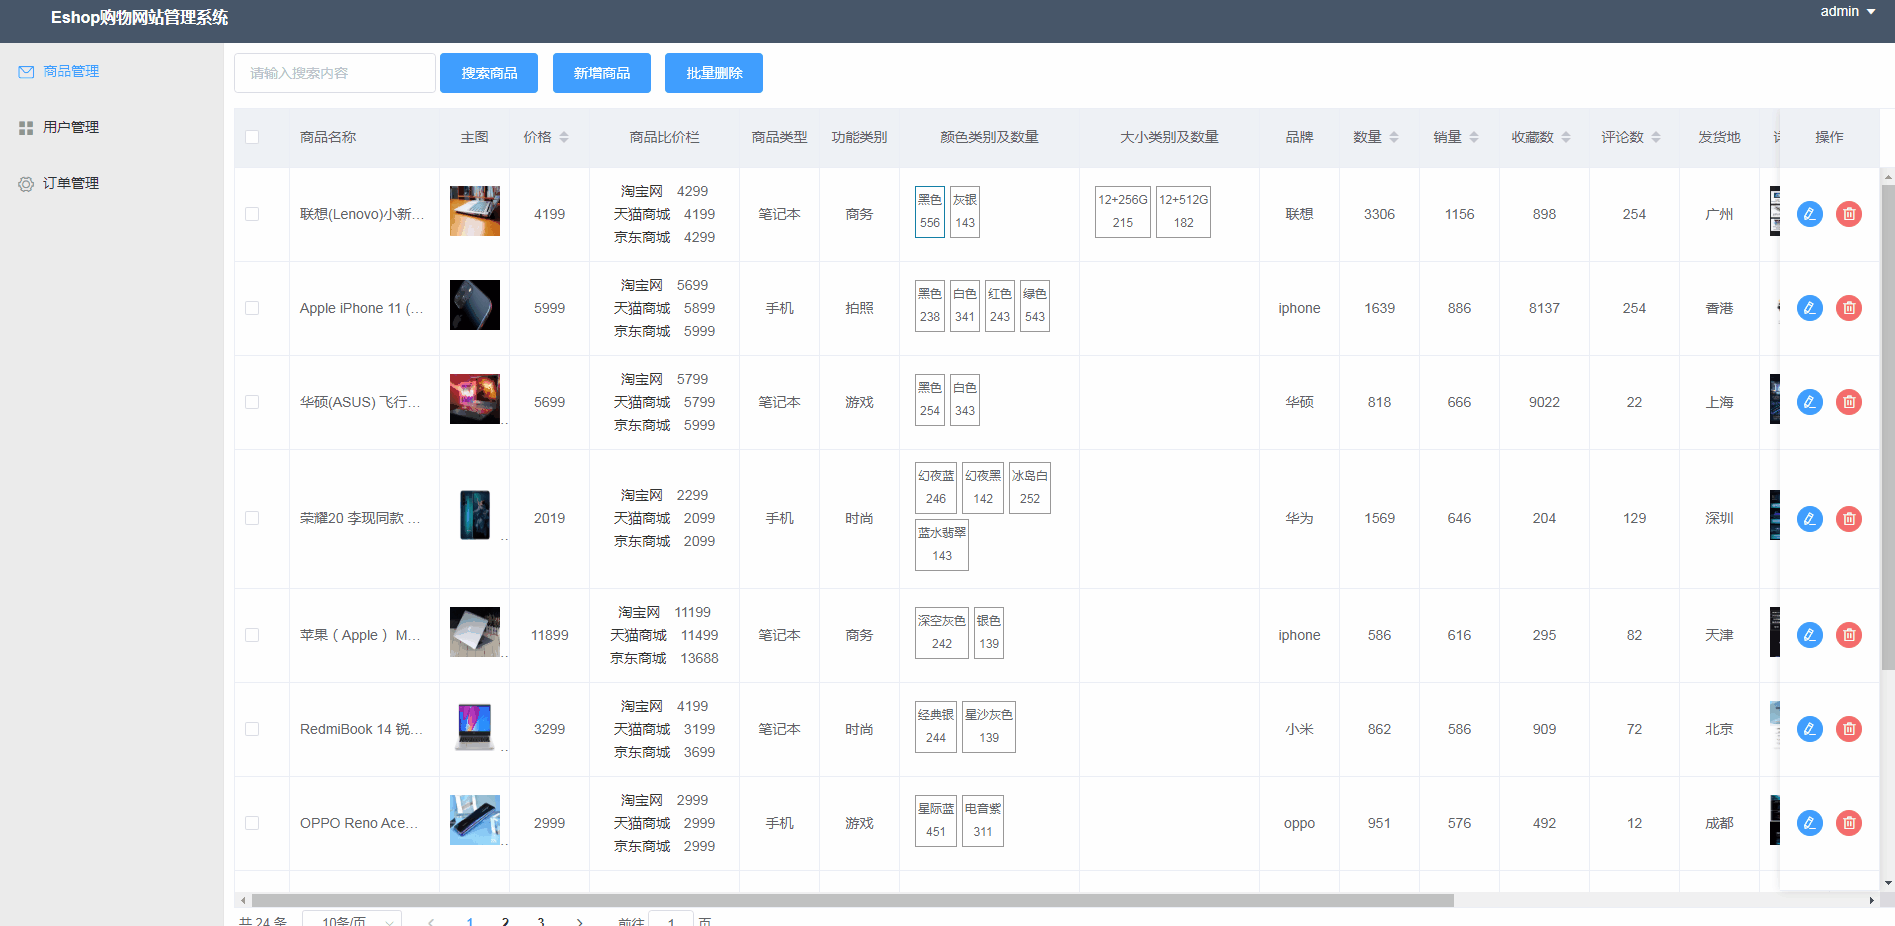 Eshop购物网站管理系统
admin
商品管理
用户管理
订单管理
请输入搜索内容 搜索商品 新增商品 批量删除
商品名称 主图 价格 商品比价栏 商品类型 功能类别 颜色类别及数量 大小类别及数量 品牌 数量 销量 收藏数 评论数 发货地 操作
联想(Lenovo)小新... 4199 淘宝网 4299 天猫商城 4199 京东商城 4299 笔记本 商务 黑色 556 灰银 143 12+256G 215 12+512G 182 联想 3306 1156 898 254 广州
Apple iPhone 11 (... 5999 淘宝网 5699 天猫商城 5899 京东商城 5999 手机 拍照 黑色 238 白色 341 红色 243 绿色 543 iphone 1639 886 8137 254 香港
华硕(ASUS) 飞行... 5699 淘宝网 5799 天猫商城 5799 京东商城 5999 笔记本 游戏 黑色 254 白色 343 华硕 818 666 9022 22 上海
荣耀20 李现同款 ... 2019 淘宝网 2299 天猫商城 2099 京东商城 2099 手机 时尚 幻夜蓝 246 幻夜黑 142 冰岛白 252 蓝水翡翠 143 华为 1569 646 204 129 深圳
苹果（Apple） M... 11899 淘宝网 11199 天猫商城 11499 京东商城 13688 笔记本 商务 深空灰色 242 银色 139 iphone 586 616 295 82 天津
RedmiBook 14 锐... 3299 淘宝网 4199 天猫商城 3199 京东商城 3699 笔记本 时尚 经典银 244 星沙灰色 139 小米 862 586 909 72 北京
OPPO Reno Ace... 2999 淘宝网 2999 天猫商城 2999 京东商城 2999 手机 游戏 星际蓝 451 电音紫 311 oppo 951 576 492 12 成都
共 24 条 10条/页 1 2 3 前往 1 页